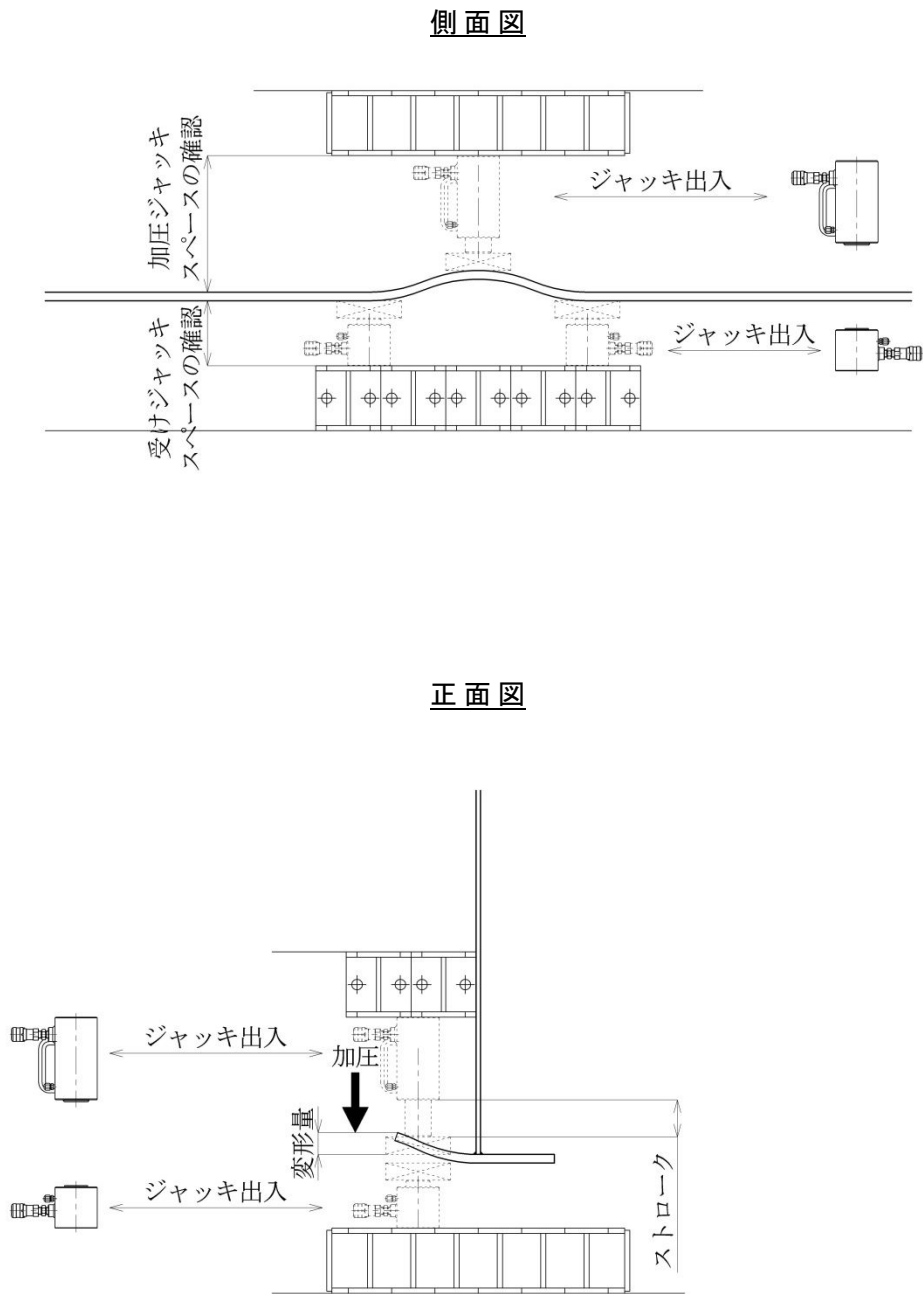 側面図
加圧ジャッキ
スペースの確認
ジャッキ出入
受けジャッキ
スペースの確認
ジャッキ出入
正面図
ジャッキ出入
加圧
変形量
ジャッキ出入
ストローク